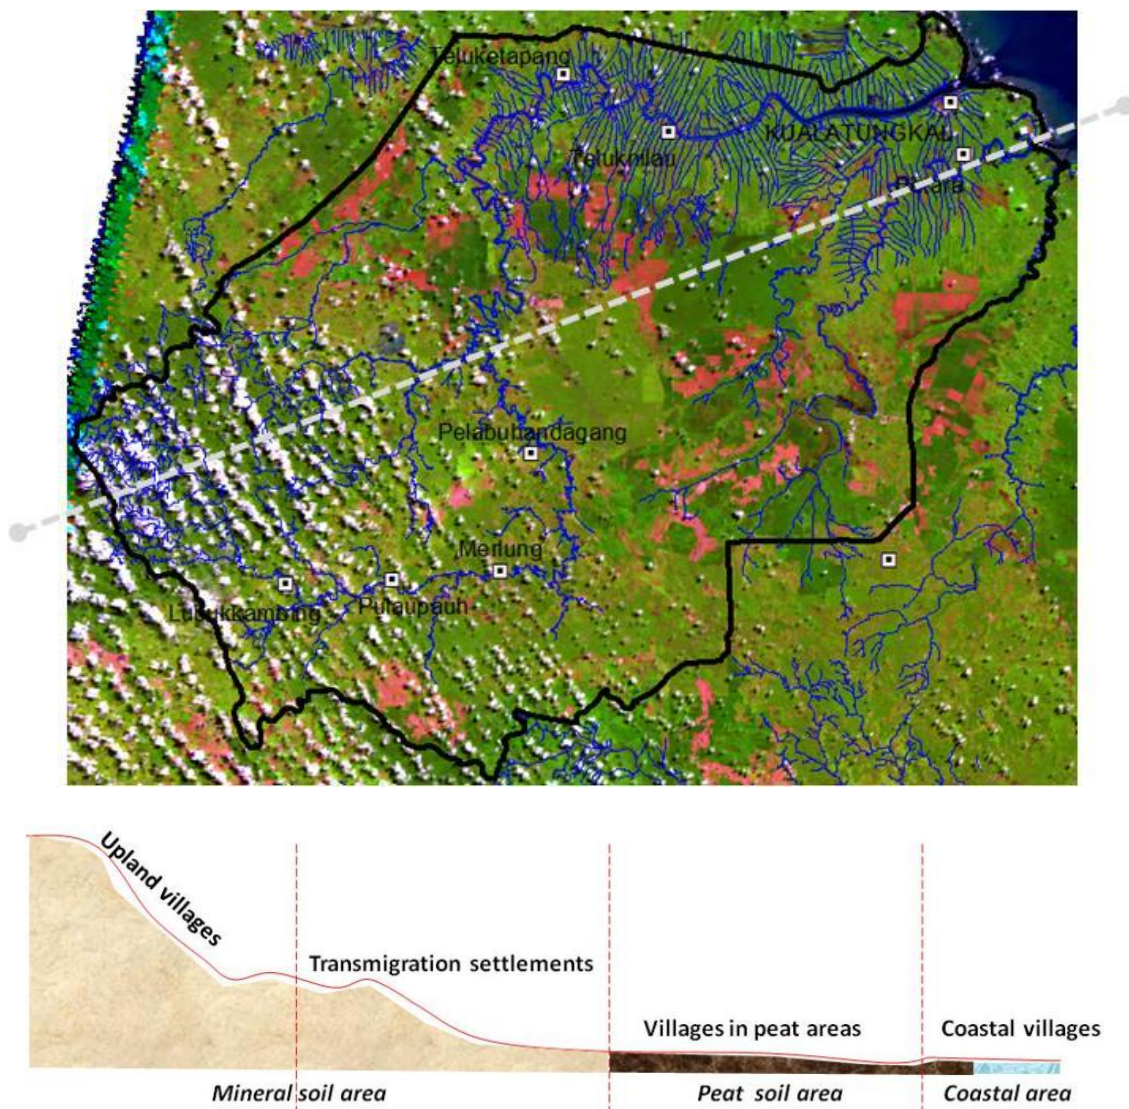 Teluketapang
KUALATUNGKAL
Teluknilau
Pelabuhandagang
Merlung
Lubukkambing
Pulaupauh
Upland villages
Transmigration settlements
Villages in peat areas
Coastal villages
Mineral soil area
Peat soil area
Coastal area